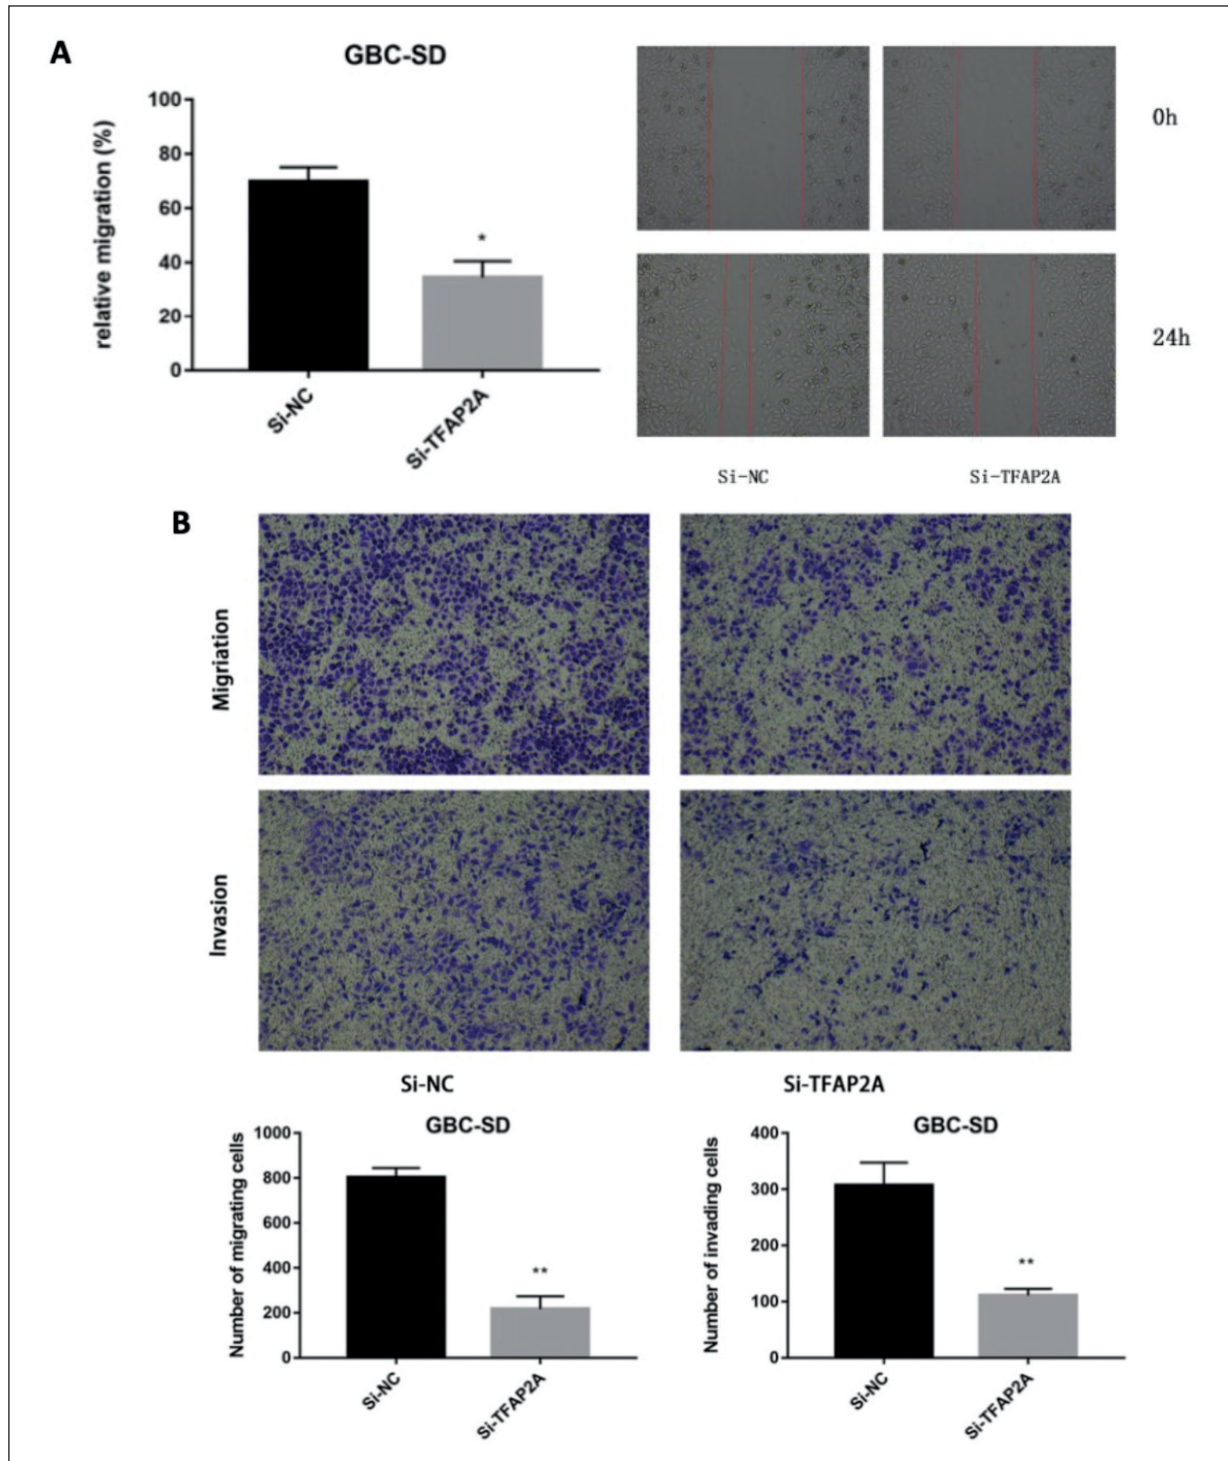 A
GBC-SD
relative migration (%)
100
80
60
40
20
0
*
Si-NC
Si-TFAP2A
0h
24h
Si-NC
Si-TFAP2A
B
Migriation
Invasion
Si-NC
Si-TFAP2A
GBC-SD
Number of migrating cells
1000
800
600
400
200
0
**
Si-NC
Si-TFAP2A
GBC-SD
Number of invading cells
400
300
200
100
0
**
Si-NC
Si-TFAP2A